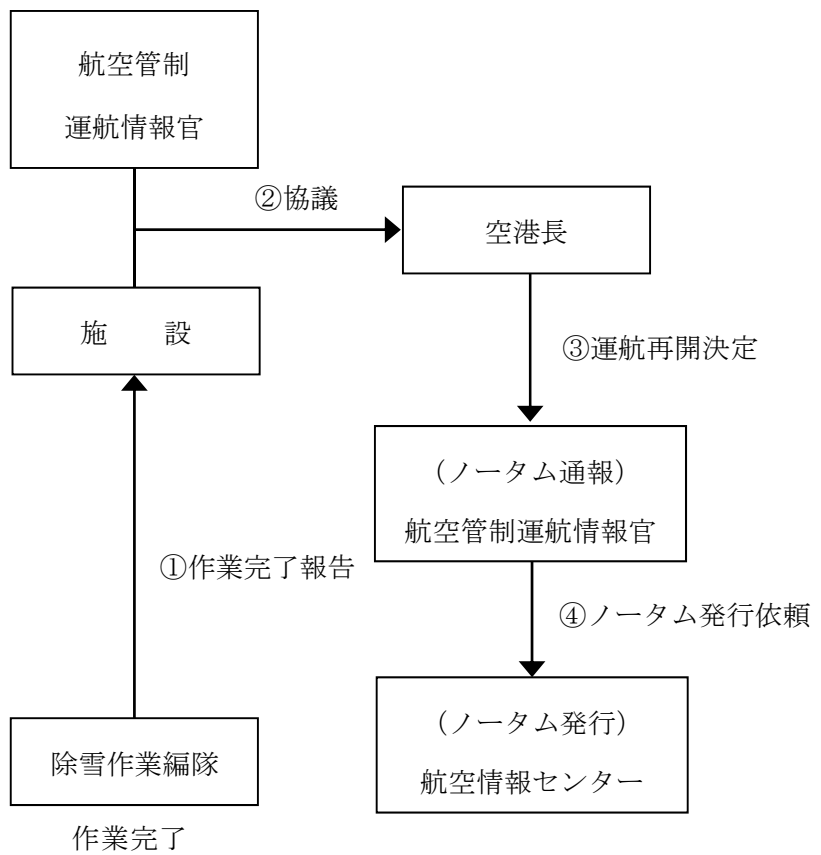 航空管制
運航情報官
②協議
空港長
施　　設
③運航再開決定
（ノータム通報）
航空管制運航情報官
①作業完了報告
④ノータム発行依頼
（ノータム発行）
航空情報センター
除雪作業編隊
作業完了